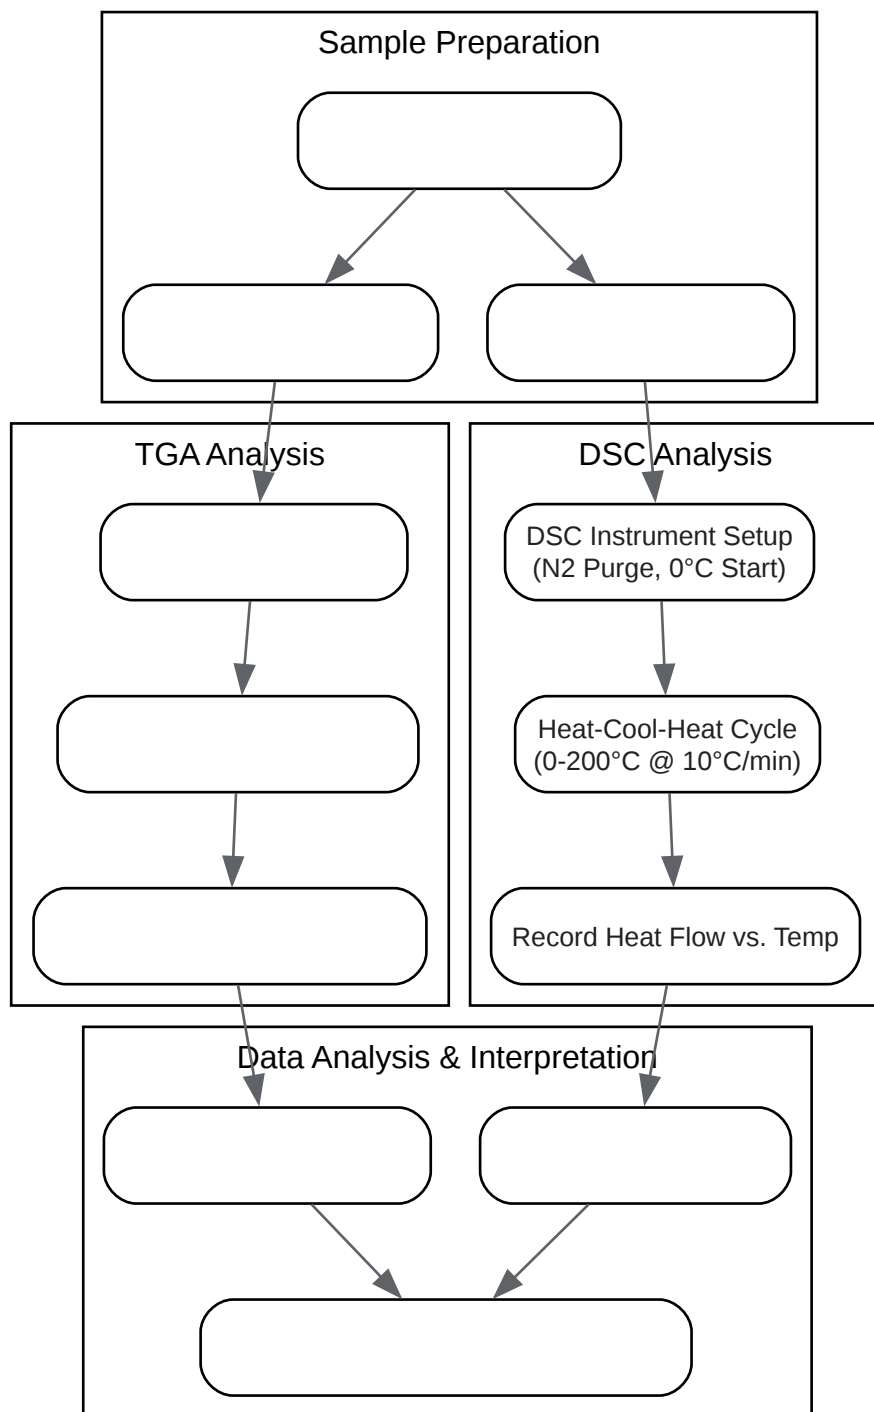 Sample Preparation
TGA Analysis
DSC Analysis
DSC Instrument Setup
(N2 Purge, 0°C Start)
Heat-Cool-Heat Cycle
(0-200°C @ 10°C/min)
Record Heat Flow vs. Temp
Data Analysis & Interpretation